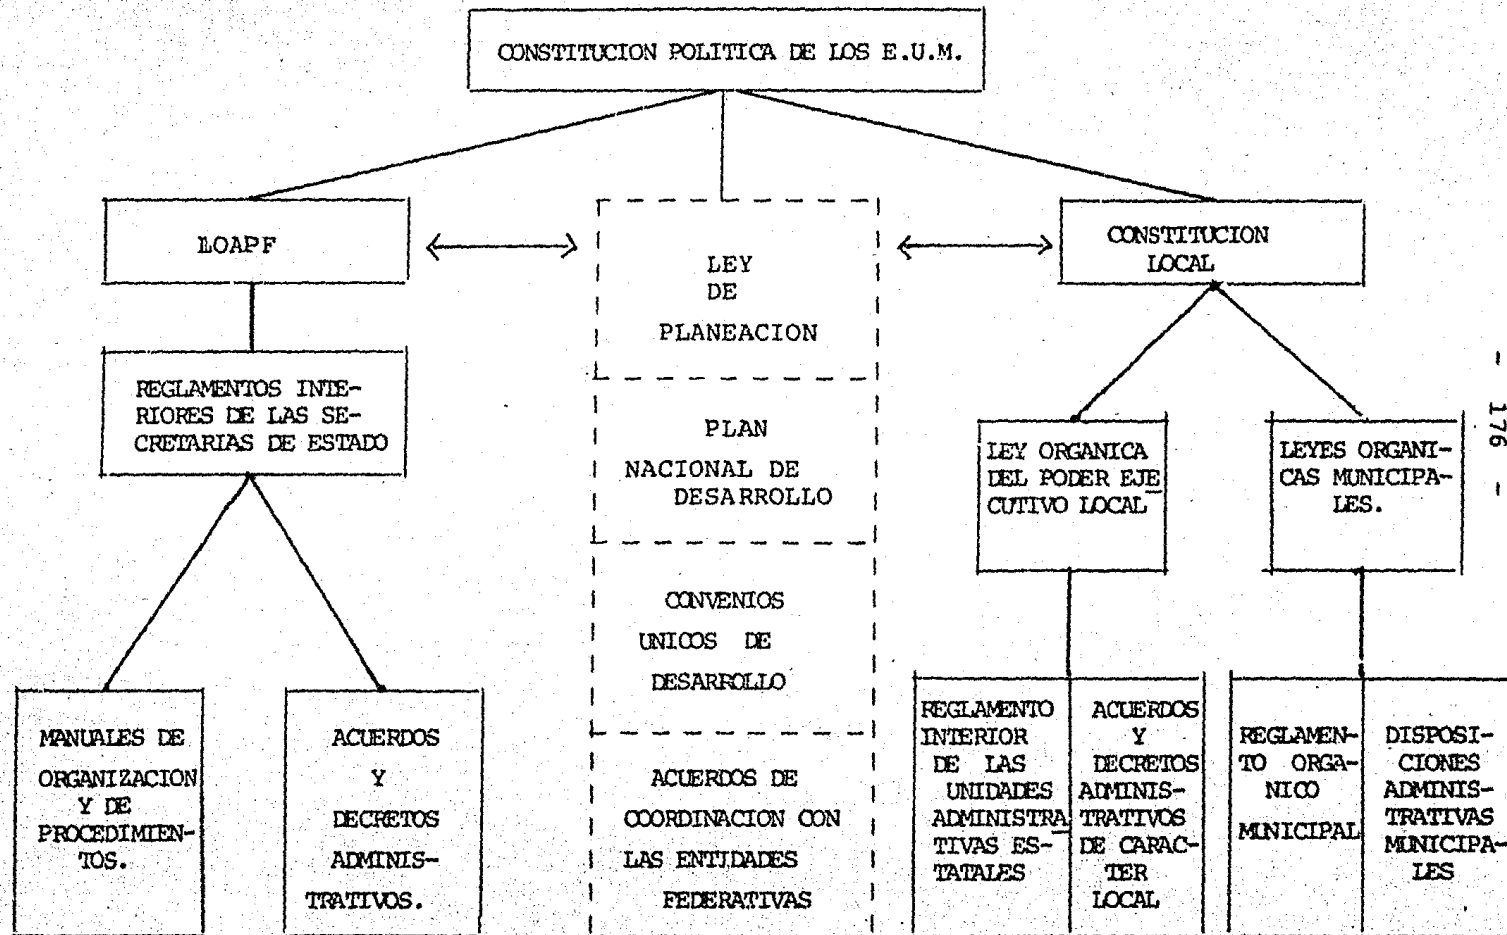 CONSTITUCION POLITICA DE LOS E.U.M.
LOAPF
LEY
DE
PLANEACION
CONSTITUCION
LOCAL
REGLAMENTOS INTE-
RIORES DE LAS SE-
CRETARIAS DE ESTADO
PLAN
NACIONAL DE
DESARROLLO
LEY ORGANICA
DEL PODER EJE
CUTIVO LOCAL
LEYES ORGANI-
CAS MUNICIPA-
LES.
- 176 -
CONVENIOS
UNICOS DE
DESARROLLO
MANUALES DE
ORGANIZACION
Y DE
PROCEDIMIEN-
TOS.
ACUERDOS
Y
DECRETOS
ADMINIS-
TRATIVOS.
ACUERDOS DE
COORDINACION CON
LAS ENTIDADES
FEDERATIVAS
REGLAMENTO
INTERIOR
DE LAS
UNIDADES
ADMINISTRA
TIVAS ES-
TATALES
ACUERDOS
Y
DECRETOS
ADMINIS-
TRATIVOS
DE CARAC-
TER
LOCAL
REGLAMEN-
TO ORGA-
NICO
MUNICIPAL
DISPOSI-
CIONES
ADMINIS-
TRATIVAS
MUNICIPA-
LES